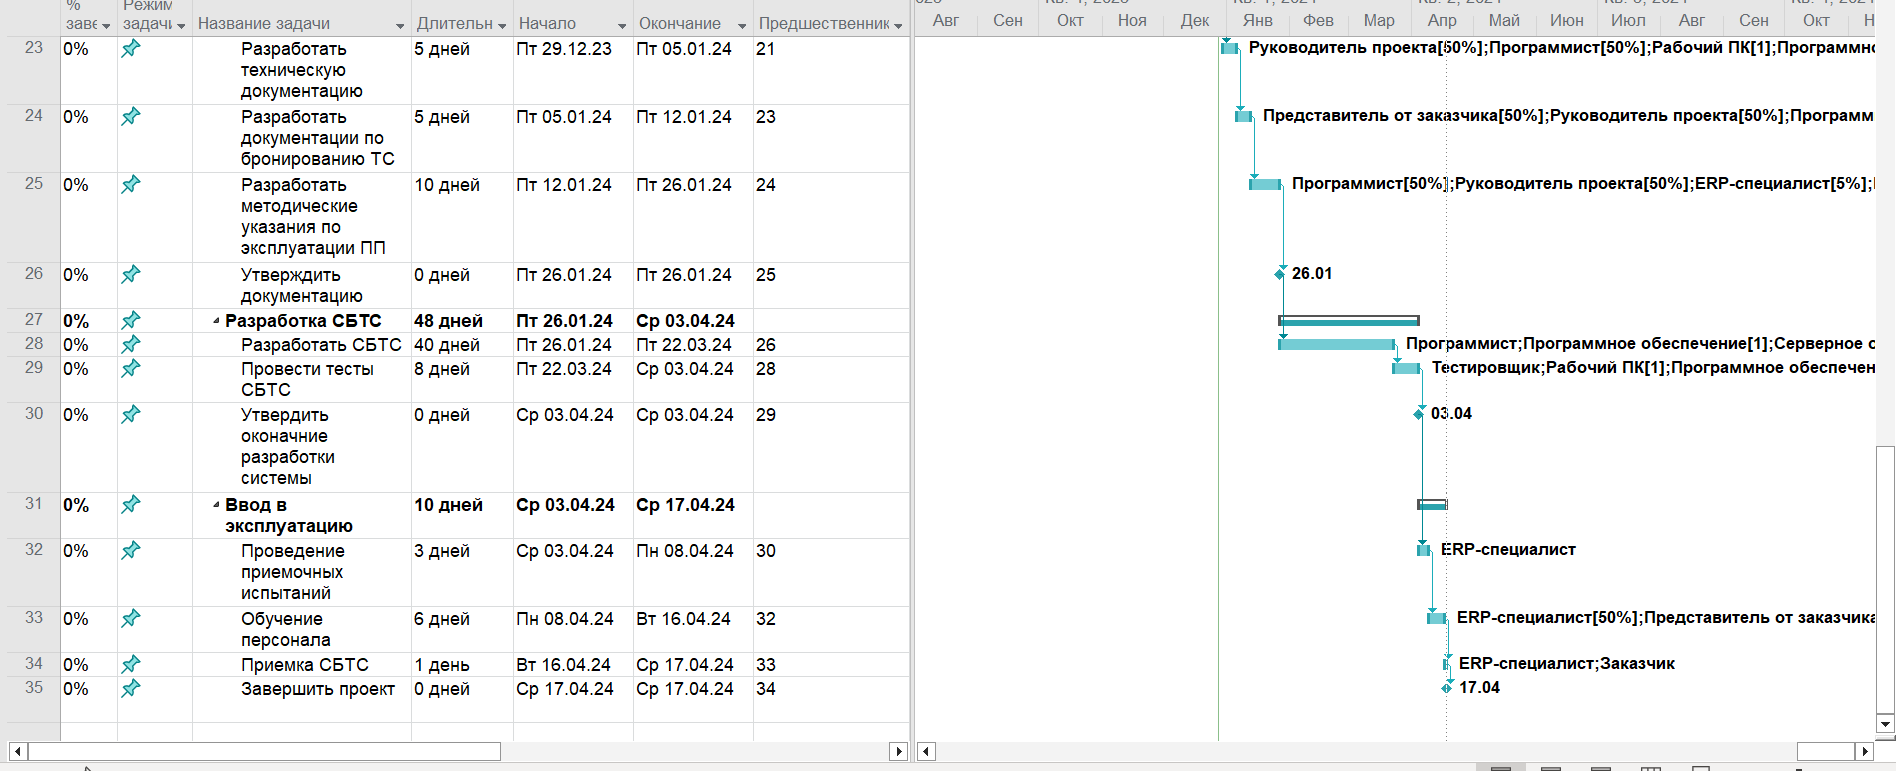 %
Режим
заве
задачи
Название задачи
Длительн
Начало
Окончание
Предшественник
Авг
Сен
Окт
Ноя
Дек
Янв
Фев
Мар
Апр
Май
Июн
Июл
Авг
Сен
Окт
Н
23 0% Разработать 5 дней Пт 29.12.23 Пт 05.01.24 21
техническую
документацию
Руководитель проекта[50%];Программист[50%];Рабочий ПК[1];Программно
24 0% Разработать 5 дней Пт 05.01.24 Пт 12.01.24 23
документации по
бронированию ТС
Представитель от заказчика[50%];Руководитель проекта[50%];Программ
25 0% Разработать 10 дней Пт 12.01.24 Пт 26.01.24 24
методические
указания по
эксплуатации ПП
Программист[50%];Руководитель проекта[50%];ERP-специалист[5%];
26 0% Утверждить 0 дней Пт 26.01.24 Пт 26.01.24 25
документацию
26.01
27 0% Разработка СБТС 48 дней Пт 26.01.24 Ср 03.04.24
28 0% Разработать СБТС 40 дней Пт 26.01.24 Пт 22.03.24 26
Программист;Программное обеспечение[1];Серверное о
29 0% Провести тесты 8 дней Пт 22.03.24 Ср 03.04.24 28
СБТС
Тестировщик;Рабочий ПК[1];Программное обеспечен
30 0% Утвердить 0 дней Ср 03.04.24 Ср 03.04.24 29
оконачние
разработки
системы
03.04
31 0% Ввод в 10 дней Ср 03.04.24 Ср 17.04.24
эксплуатацию
32 0% Проведение 3 дней Ср 03.04.24 Пн 08.04.24 30
приемочных
испытаний
ERP-специалист
33 0% Обучение 6 дней Пн 08.04.24 Вт 16.04.24 32
персонала
ERP-специалист[50%];Представитель от заказчика
34 0% Приемка СБТС 1 день Вт 16.04.24 Ср 17.04.24 33
ERP-специалист;Заказчик
35 0% Завершить проект 0 дней Ср 17.04.24 Ср 17.04.24 34
17.04